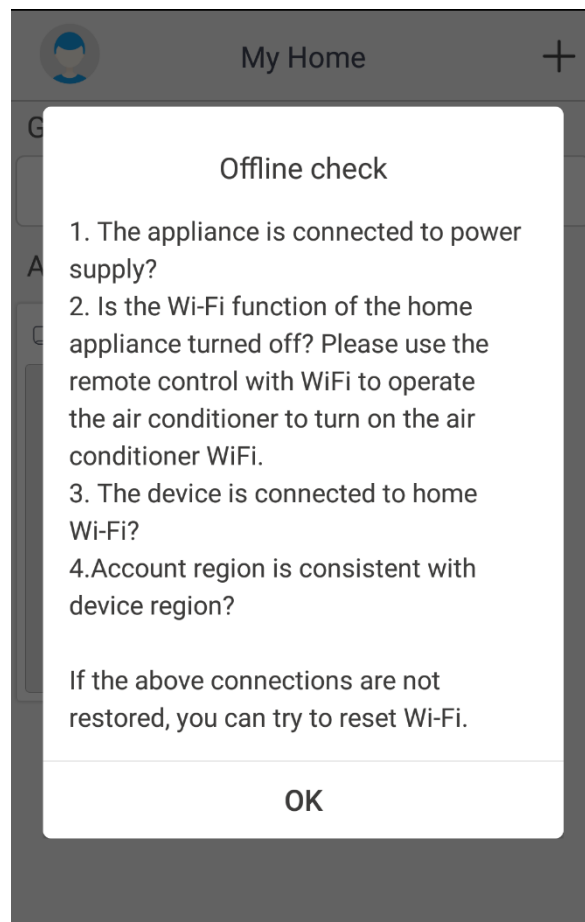 My Home
G
Offline check
1. The appliance is connected to power
supply?
A
2. Is the Wi-Fi function of the home
appliance turned off? Please use the
remote control with WiFi to operate
the air conditioner to turn on the air
conditioner WiFi.
3. The device is connected to home
Wi-Fi?
4.Account region is consistent with
device region?
If the above connections are not
restored, you can try to reset Wi-Fi.
OK